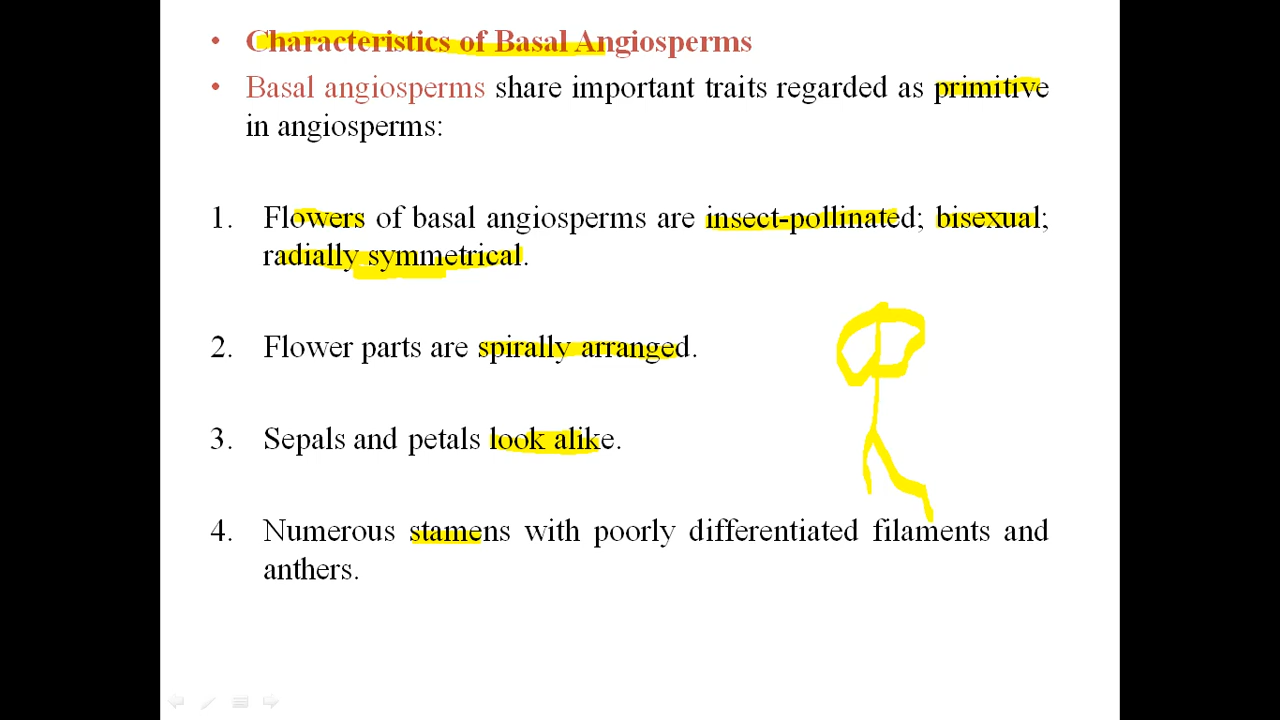 • Characteristics of Basal Angiosperms
• Basal angiosperms share important traits regarded as primitive
in angiosperms:
1. Flowers of basal angiosperms are insect-pollinated; bisexual;
radially symmetrical.
2. Flower parts are spirally arranged.
3. Sepals and petals look alike.
4. Numerous stamens with poorly differentiated filaments and
anthers.